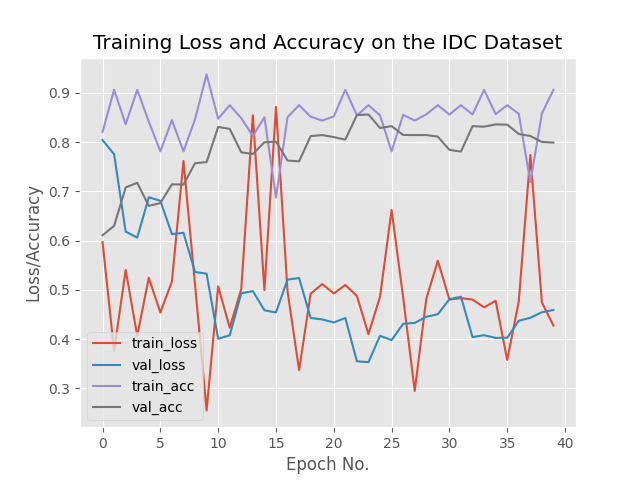 Training Loss and Accuracy on the IDC Dataset
Loss/Accuracy
0.9
0.8
0.7
0.6
0.5
0.4
0.3
train_loss
val_loss
train_acc
val_acc
0 5 10 15 20 25 30 35 40
Epoch No.